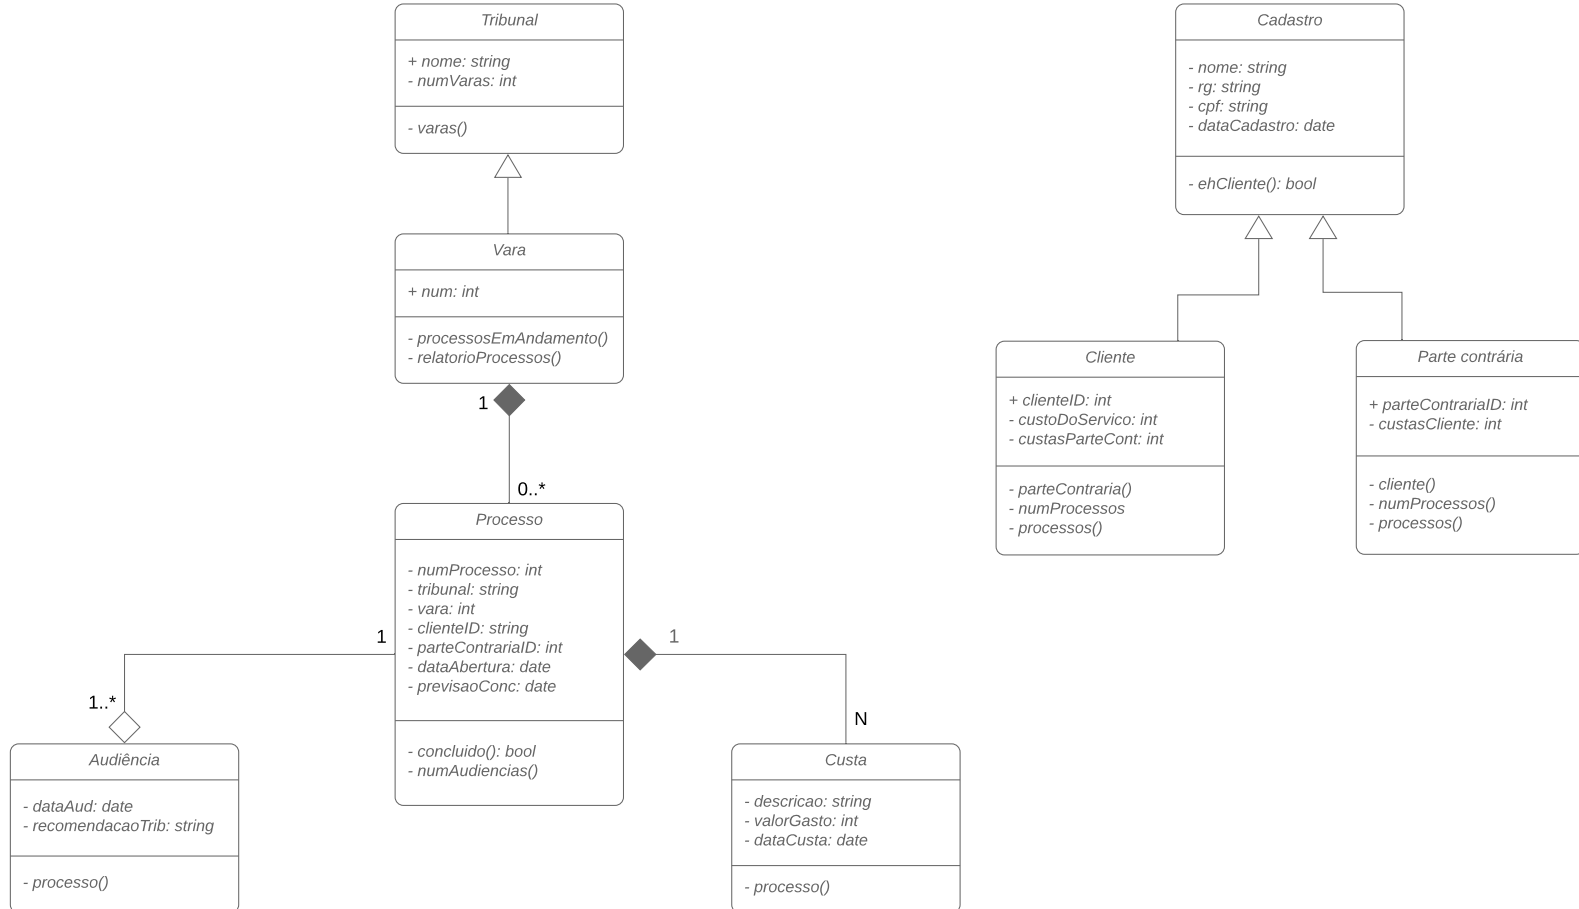 Tribunal
+ nome: string
- numVaras: int
- varas()
Cadastro
- nome: string
- rg: string
- cpf: string
- dataCadastro: date
- ehCliente(): bool
Vara
+ num: int
- processosEmAndamento()
- relatorioProcessos()
1
0..*
Cliente
+ clienteID: int
- custoDoServico: int
- custasParteCont: int
- parteContraria()
- numProcessos
- processos()
Parte contrária
+ parteContrariaID: int
- custasCliente: int
- cliente()
- numProcessos()
- processos()
Processo
- numProcesso: int
- tribunal: string
- vara: int
- clienteID: string
- parteContrariaID: int
- dataAbertura: date
- previsaoConc: date
- concluido(): bool
- numAudiencias()
1
1..*
1
N
Audiência
- dataAud: date
- recomendacaoTrib: string
- processo()
Custa
- descricao: string
- valorGasto: int
- dataCusta: date
- processo()